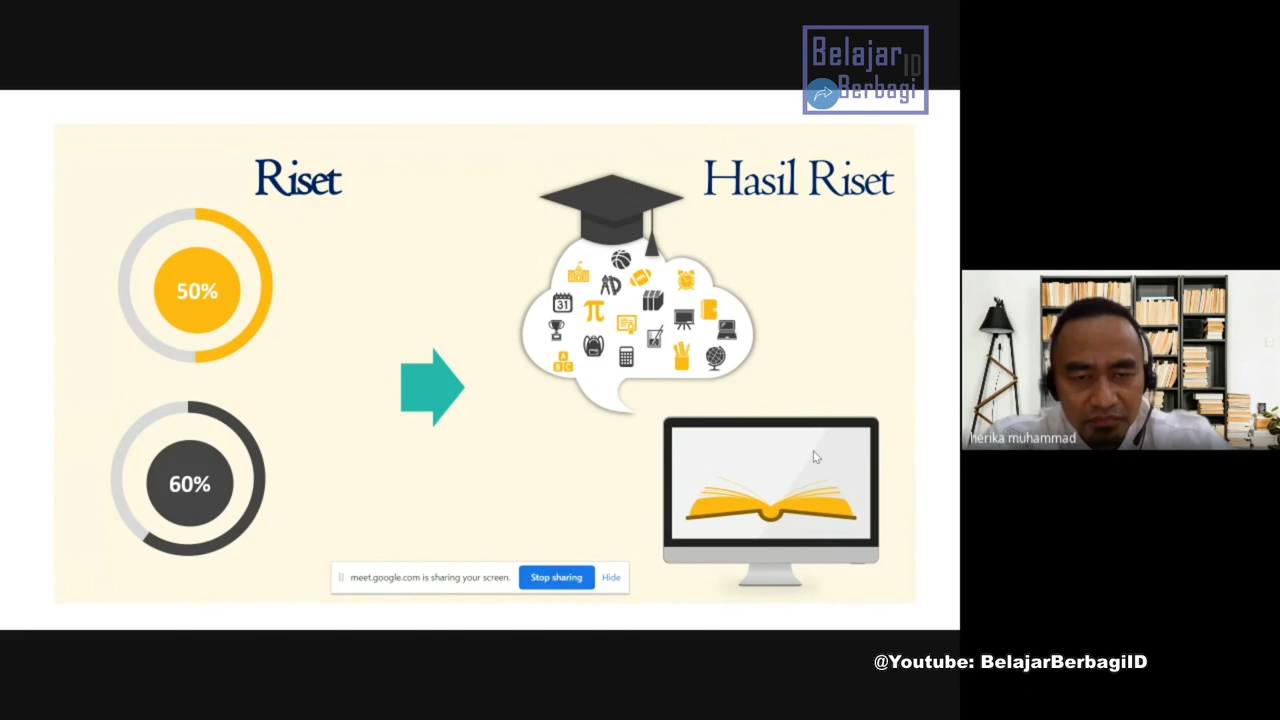 Belajar
ID
Berbagi
Riset
Hasil Riset
50%
31
π
A
B C
60%
herika muhammad
meet.google.com is sharing your screen.
Stop sharing
Hide
@Youtube: BelajarBerbagiID